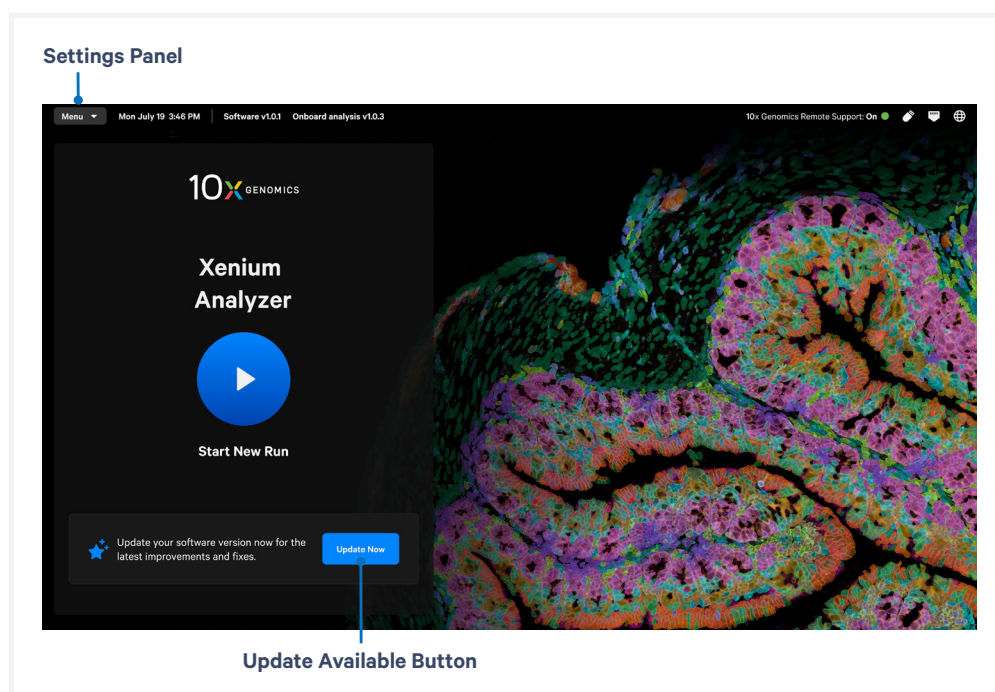 Settings Panel
Menu Mon July 19 3:46 PM Software v1.0.1 Onboard analysis v1.0.3 10x Genomics Remote Support: On
10X GENOMICS
Xenium
Analyzer
Start New Run
Update your software version now for the
latest improvements and fixes.
Update Now
Update Available Button